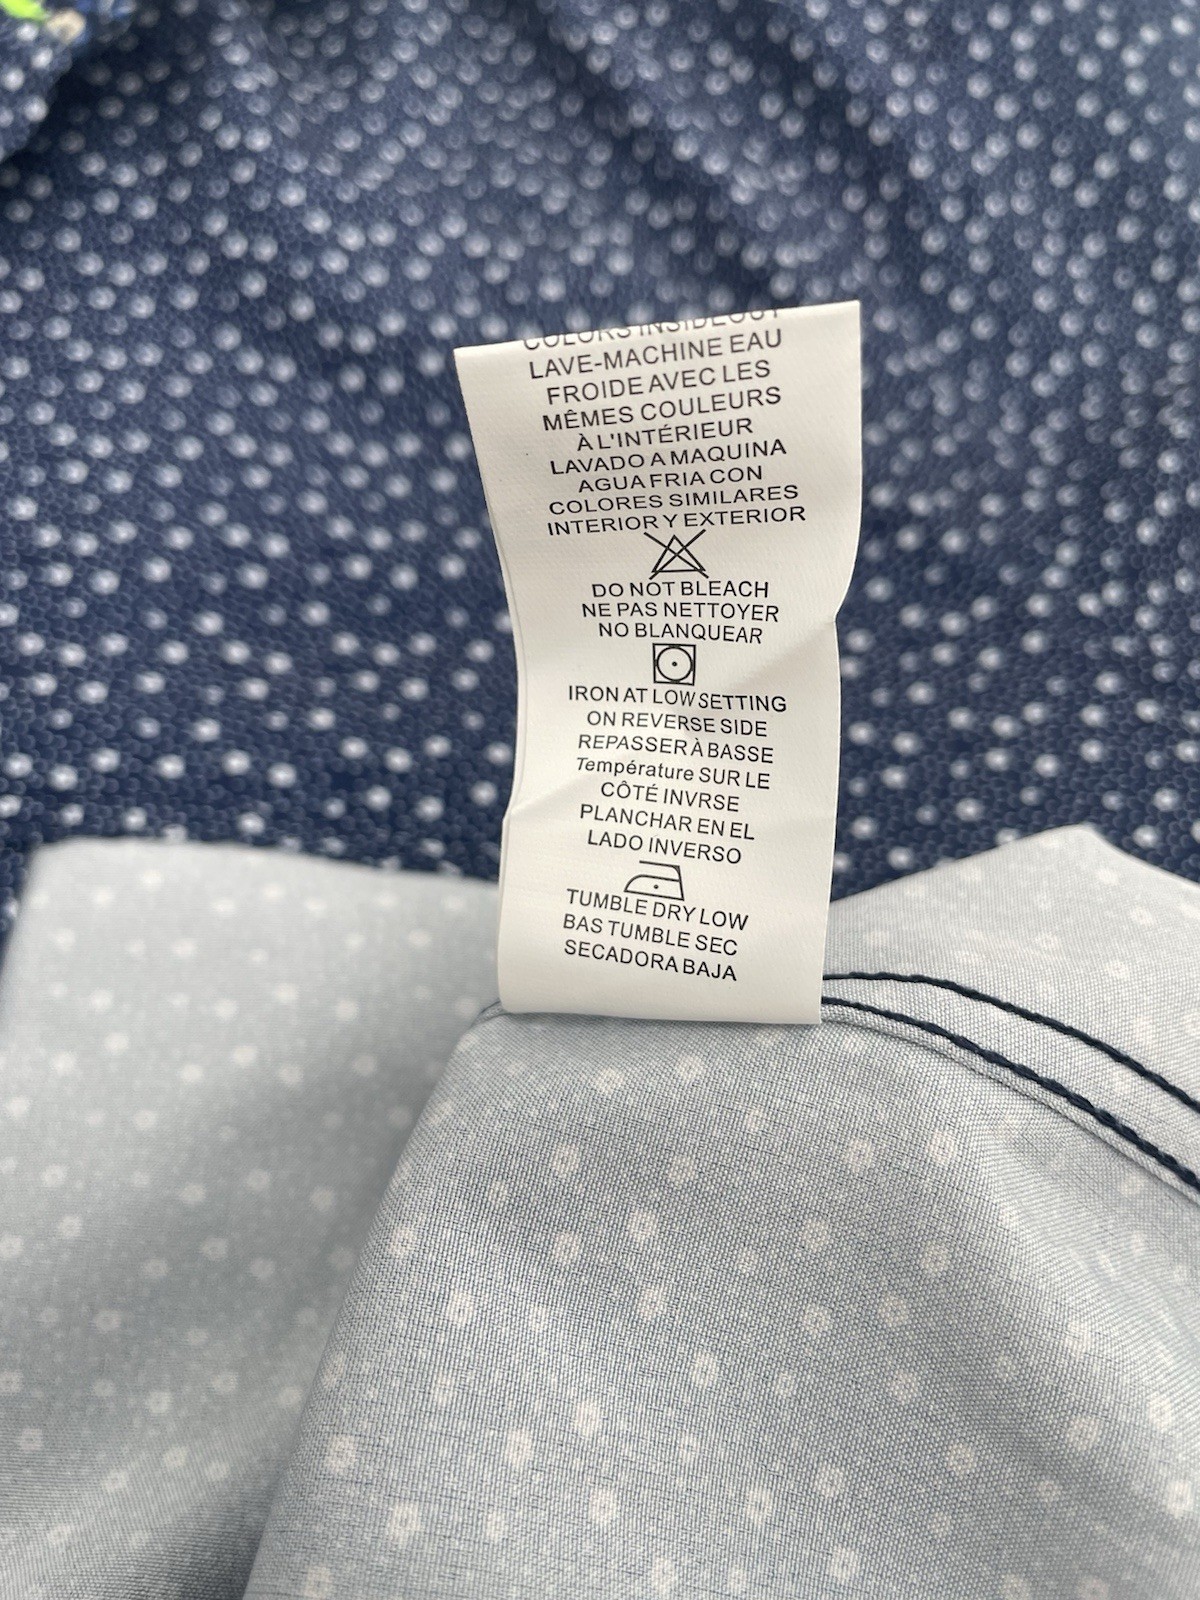 COLORS INSIDEOUT
LAVE-MACHINE EAU
FROIDE AVEC LES
MÊMES COULEURS
À L'INTÉRIEUR
LAVADO A MAQUINA
AGUA FRIA CON
COLORES SIMILARES
INTERIOR Y EXTERIOR
DO NOT BLEACH
NE PAS NETTOYER
NO BLANQUEAR
IRON AT LOW SETTING
ON REVERSE SIDE
REPASSER À BASSE
Température SUR LE
CÔTÉ INVRSE
PLANCHAR EN EL
LADO INVERSO
TUMBLE DRY LOW
BAS TUMBLE SEC
SECADORA BAJA